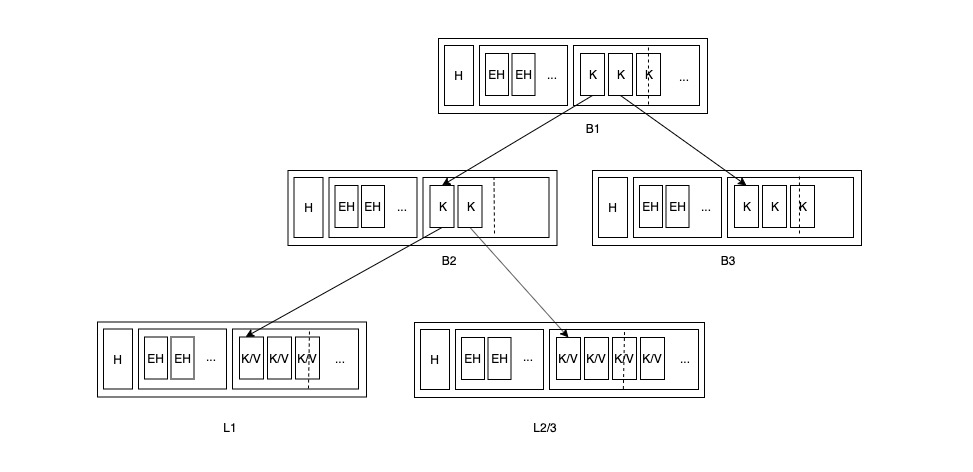 H EH EH ... K K K ...
B1
H EH EH ... K K
H EH EH ... K K K
B2
B3
H EH EH ... K/V K/V K/V ...
H EH EH ... K/V K/V K/V K/V ...
L1
L2/3